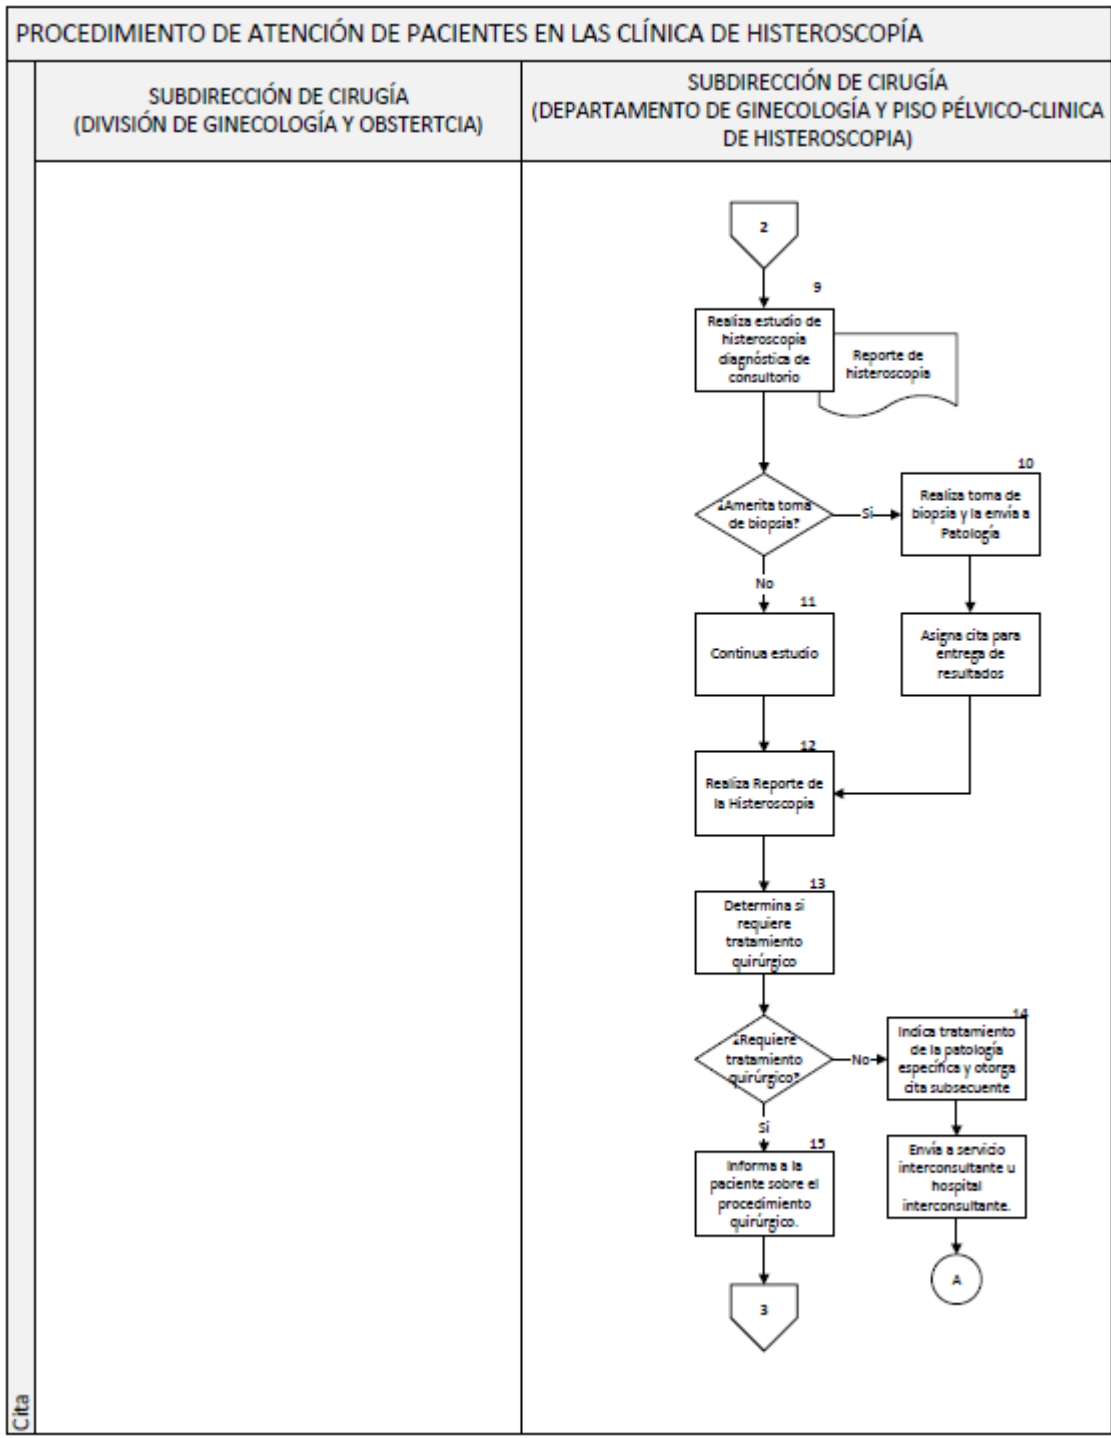 PROCEDIMIENTO DE ATENCIÓN DE PACIENTES EN LAS CLÍNICA DE HISTEROSCOPÍA
SUBDIRECCIÓN DE CIRUGÍA
(DIVISIÓN DE GINECOLOGÍA Y OBSTERTCIA)
SUBDIRECCIÓN DE CIRUGÍA
(DEPARTAMENTO DE GINECOLOGÍA Y PISO PÉLVICO-CLINICA
DE HISTEROSCOPIA)
2
9
Realiza estudio de
histeroscopia
diagnóstica de
consultorio
Reporte de
histeroscopia
¿Amerita toma
de biopsia?
Si
10
Realiza toma de
biopsia y la envía a
Patología
No
11
Continua estudio
Asigna cita para
entrega de
resultados
12
Realiza Reporte de
la Histeroscopia
13
Determina si
requiere
tratamiento
quirúrgico
¿Requiere
tratamiento
quirúrgico?
No
14
Indica tratamiento
de la patología
específica y otorga
cita subsecuente
Si
15
Informa a la
paciente sobre el
procedimiento
quirúrgico.
Envía a servicio
interconsultante u
hospital
interconsultante.
A
3
Cita